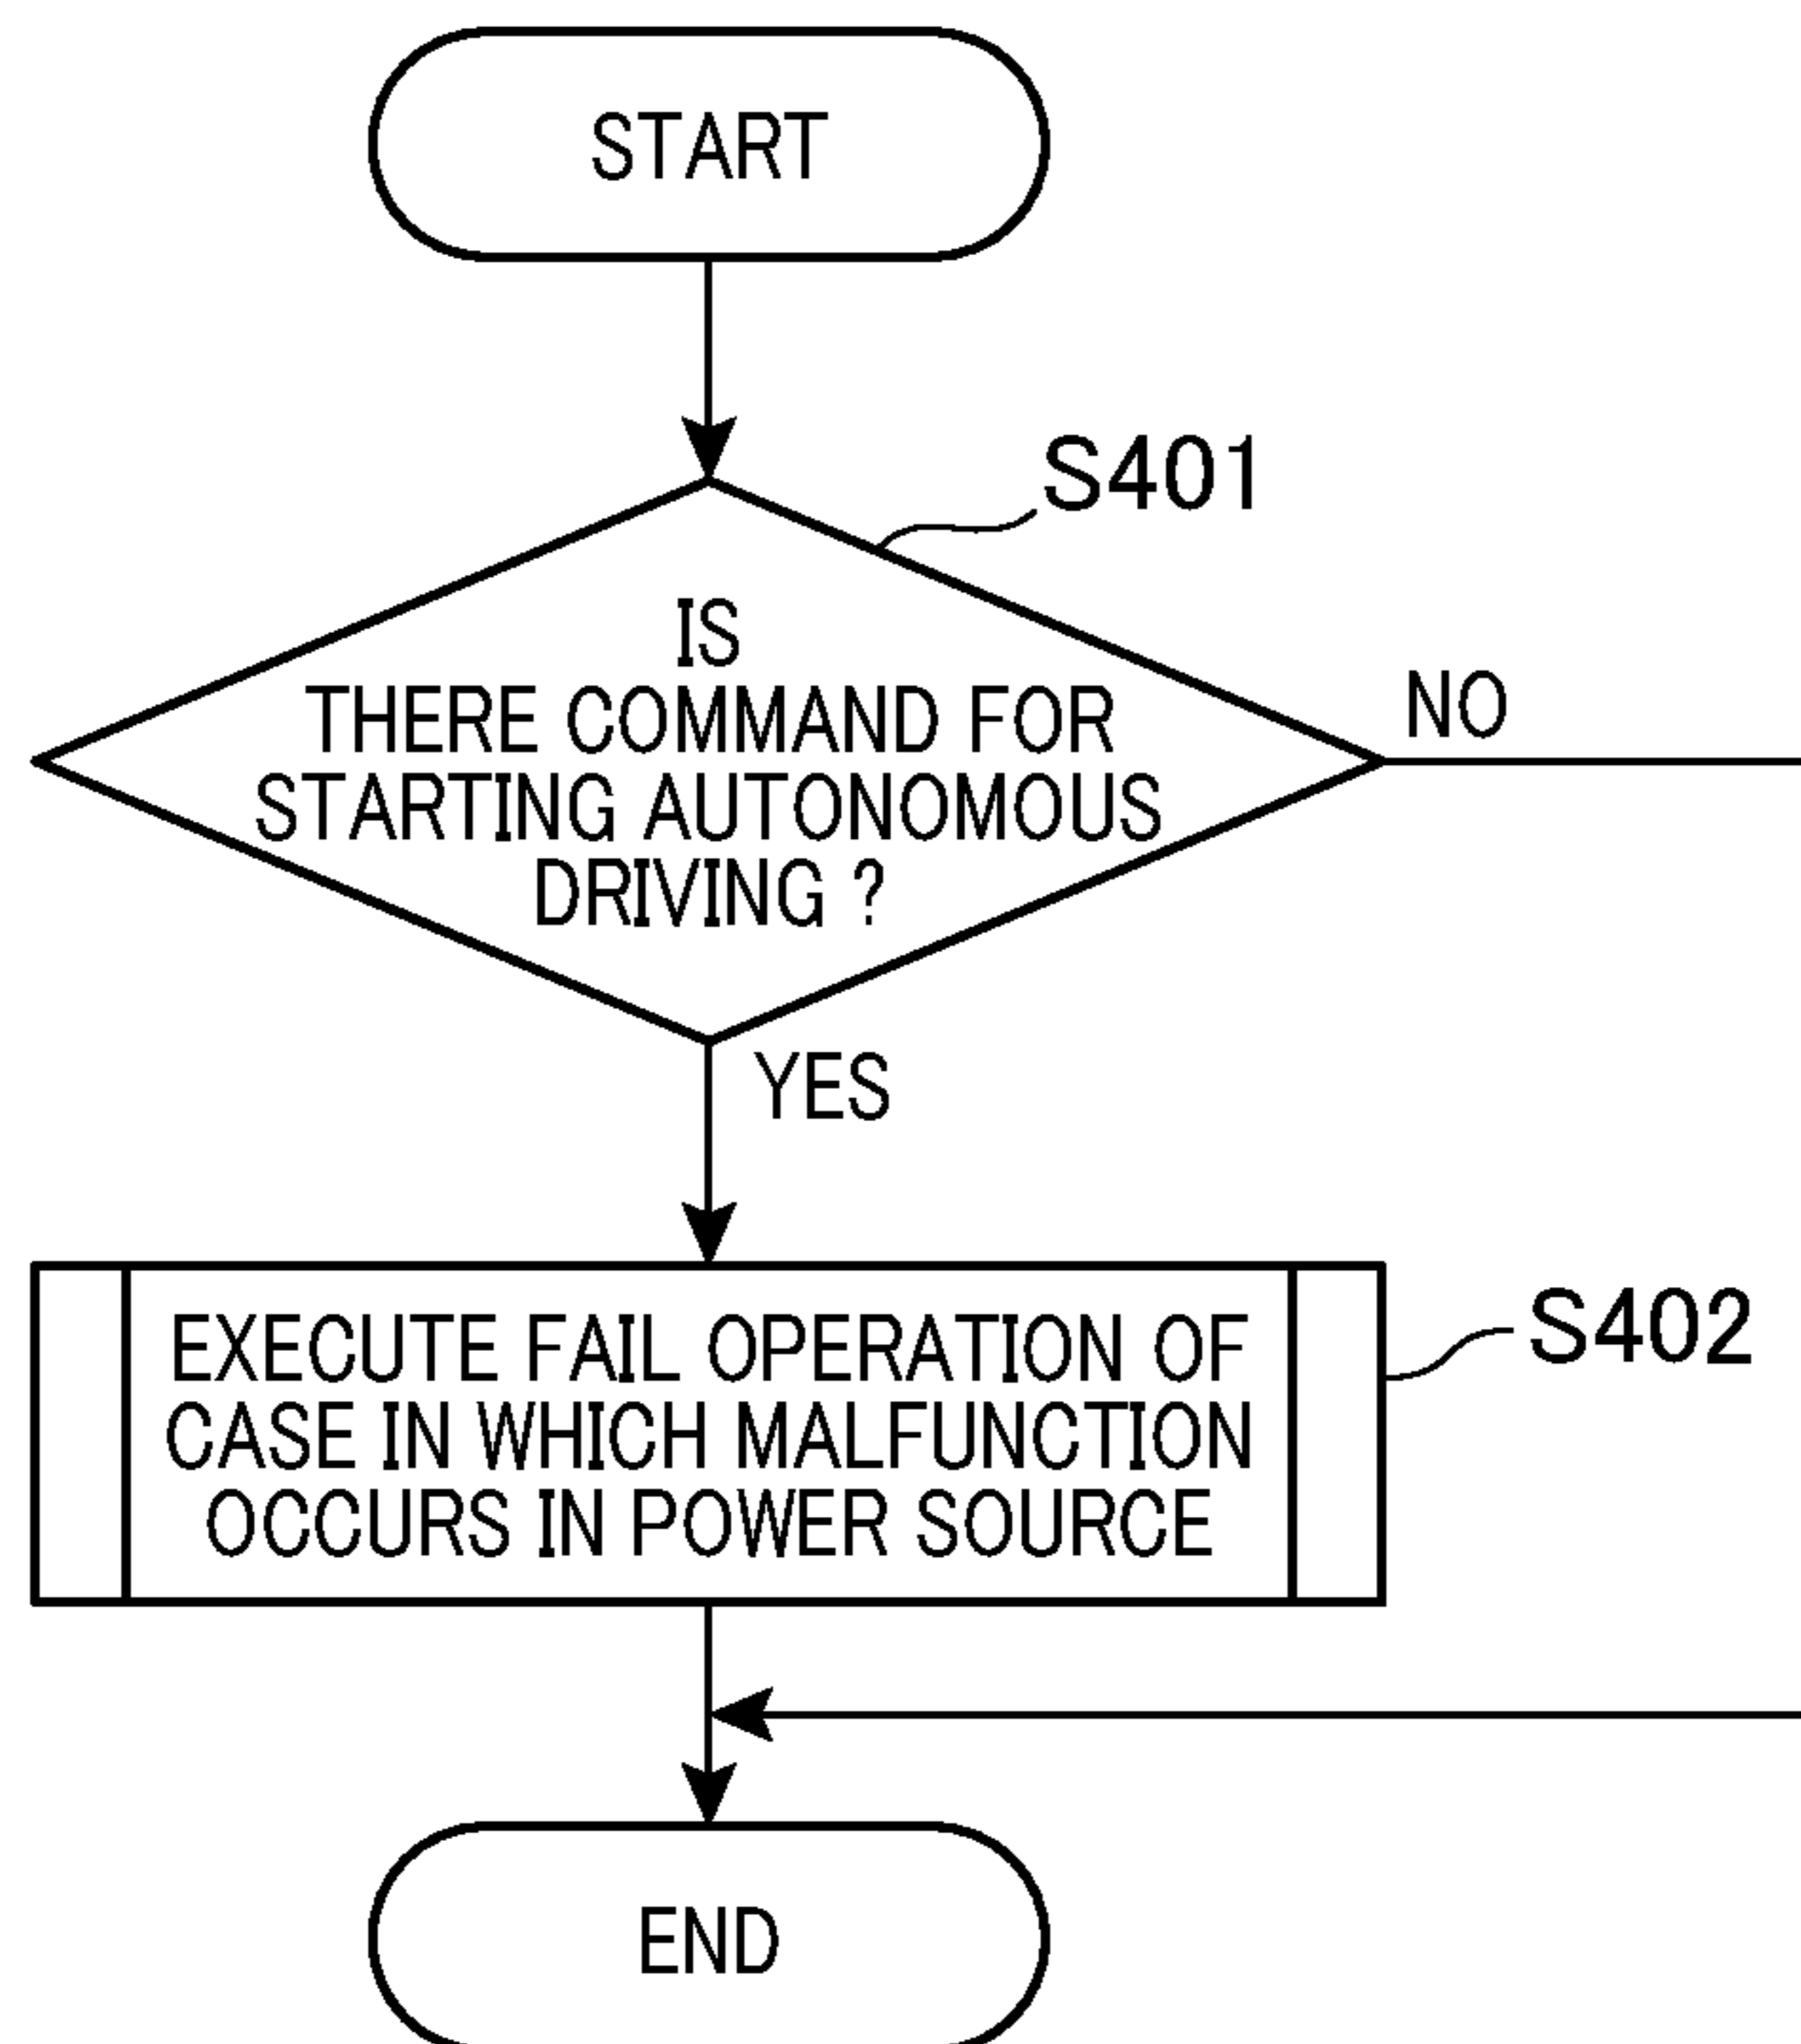 START
S401
IS
THERE COMMAND FOR
STARTING AUTONOMOUS
DRIVING ?
NO
YES
EXECUTE FAIL OPERATION OF
CASE IN WHICH MALFUNCTION
OCCURS IN POWER SOURCE
S402
END